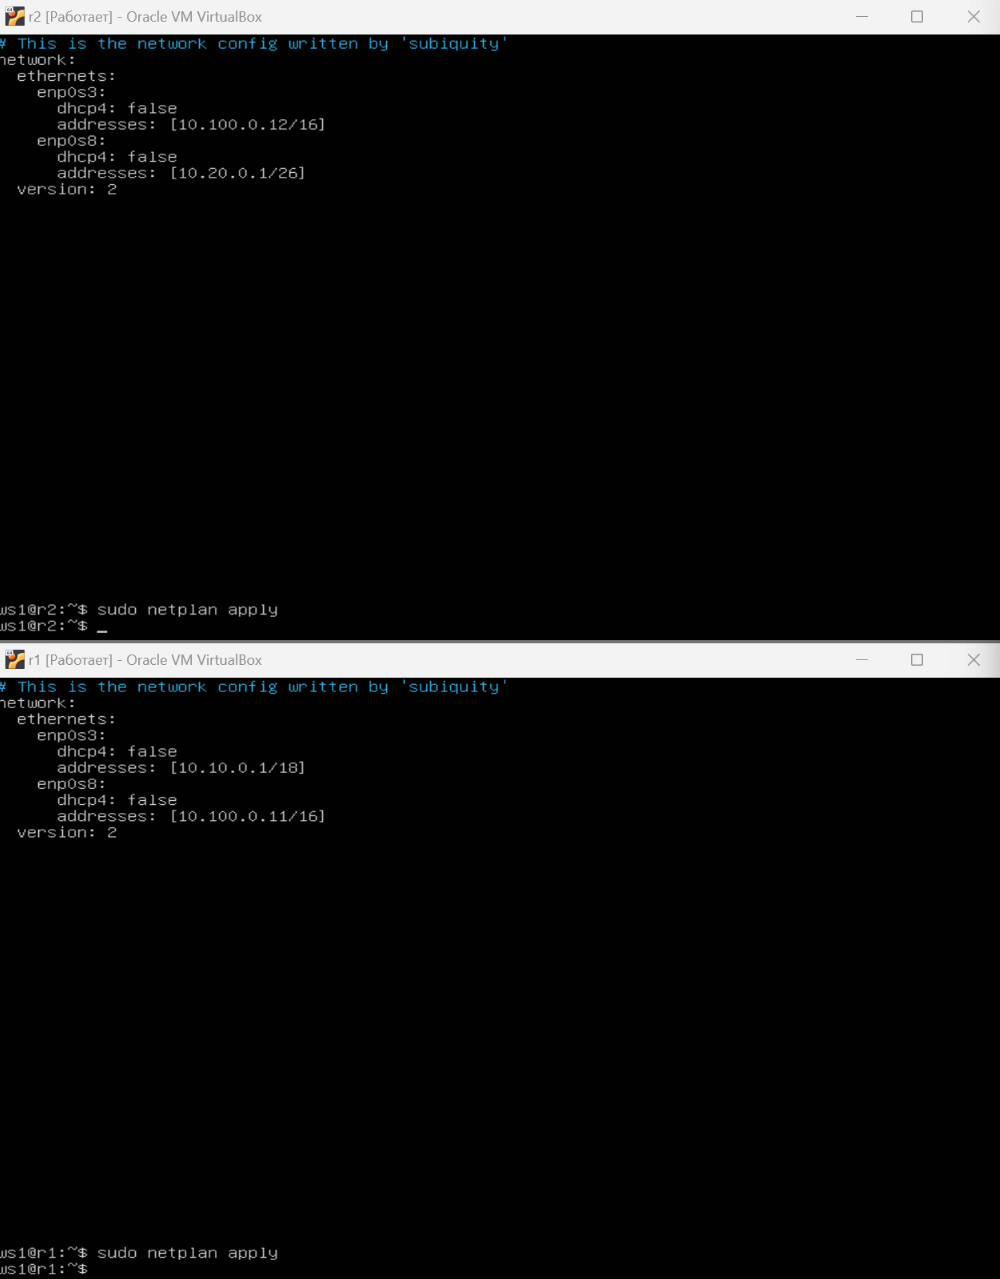 r2 [Работает] - Oracle VM VirtualBox
# This is the network config written by 'subiquity'
network:
  ethernets:
    enp0s3:
      dhcp4: false
      addresses: [10.100.0.12/16]
    enp0s8:
      dhcp4: false
      addresses: [10.20.0.1/26]
  version: 2
ws1@r2:~$ sudo netplan apply
ws1@r2:~$ _
r1 [Работает] - Oracle VM VirtualBox
# This is the network config written by 'subiquity'
network:
  ethernets:
    enp0s3:
      dhcp4: false
      addresses: [10.10.0.1/18]
    enp0s8:
      dhcp4: false
      addresses: [10.100.0.11/16]
  version: 2
ws1@r1:~$ sudo netplan apply
ws1@r1:~$